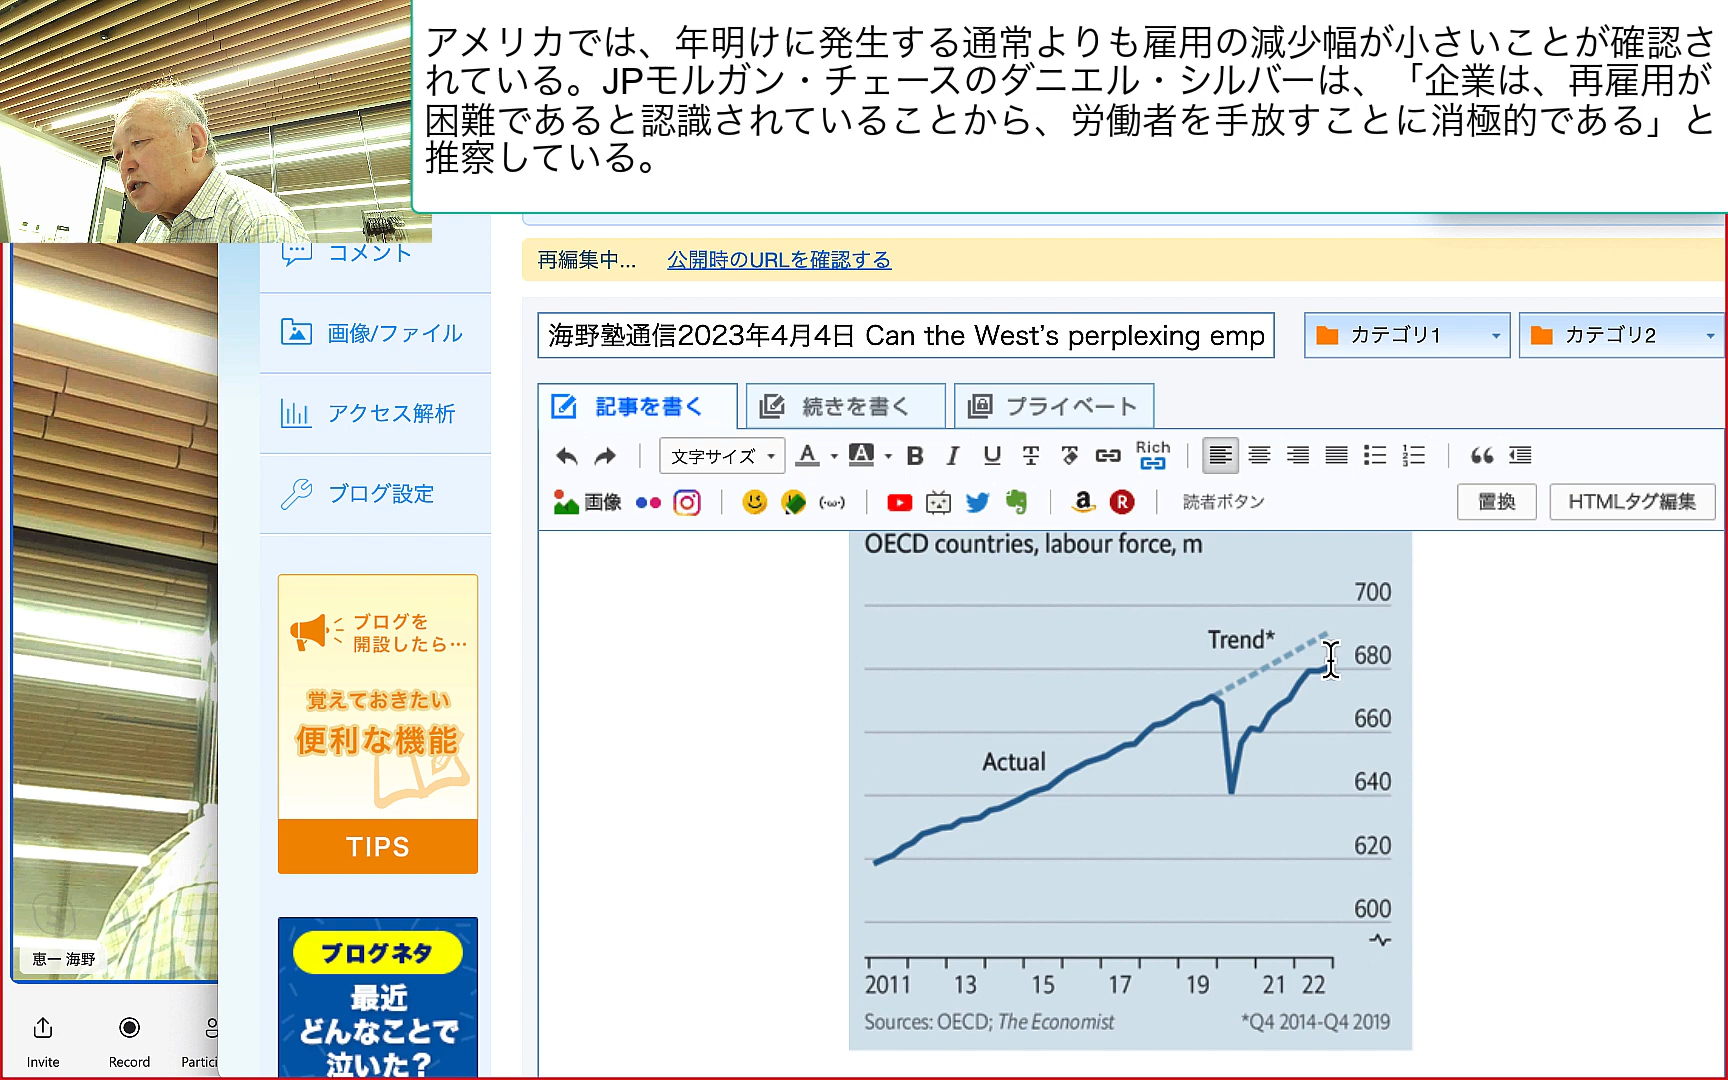 アメリカでは、年明けに発生する通常よりも雇用の減少幅が小さいことが確認さ
れている。JPモルガン・チェースのダニエル・シルバーは、「企業は、再雇用が
困難であると認識されていることから、労働者を手放すことに消極的である」と
推察している。
コメント
画像/ファイル
アクセス解析
ブログ設定
ブログを
開設したら…
覚えておきたい
便利な機能
TIPS
ブログネタ
最近
どんなことで
泣いた?
恵一 海野
Invite
Record
Partici
再編集中... 公開時のURLを確認する
海野塾通信2023年4月4日 Can the West's perplexing emp
カテゴリ1
カテゴリ2
記事を書く
続きを書く
プライベート
文字サイズ
A
A
B
I
U
T
Rich
画像
(･ω･)
a
R
読者ボタン
置換
HTMLタグ編集
OECD countries, labour force, m
700
Trend*
680
660
Actual
640
620
600
2011 13 15 17 19 21 22
Sources: OECD; The Economist
*Q4 2014-Q4 2019